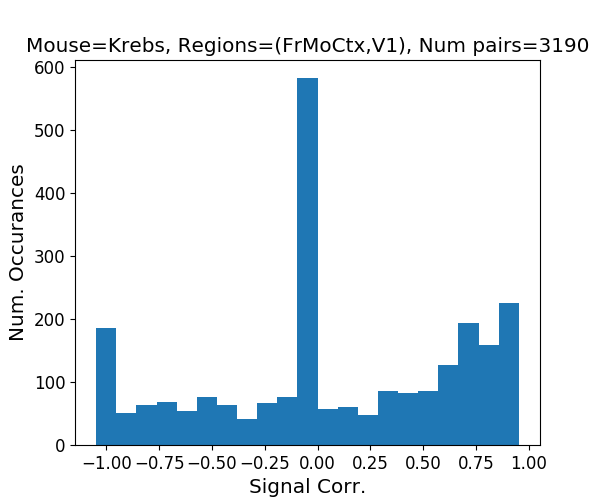 Mouse=Krebs, Regions=(FrMoCtx,V1), Num pairs=3190
600
500
400
300
200
100
0
Num. Occurances
−1.00 −0.75 −0.50 −0.25 0.00 0.25 0.50 0.75 1.00
Signal Corr.